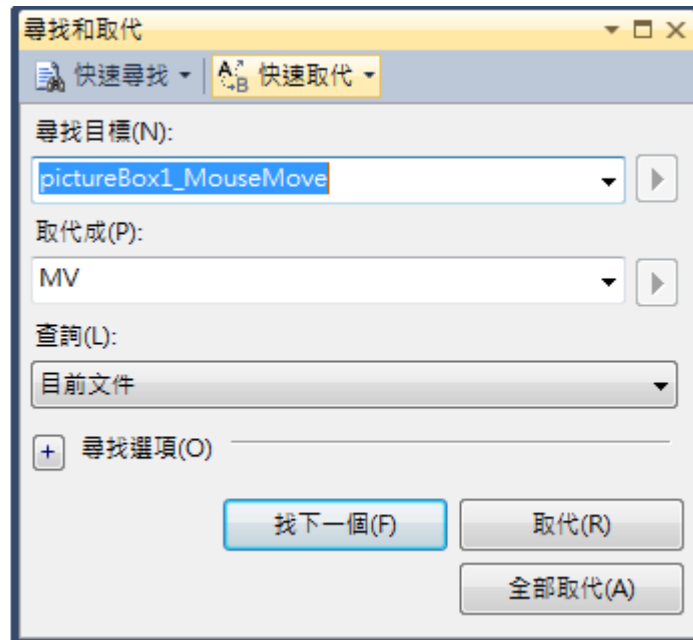 尋找和取代
快速尋找 快速取代
尋找目標(N):
pictureBox1_MouseMove
取代成(P):
MV
查詢(L):
目前文件
尋找選項(O)
找下一個(F) 取代(R)
全部取代(A)